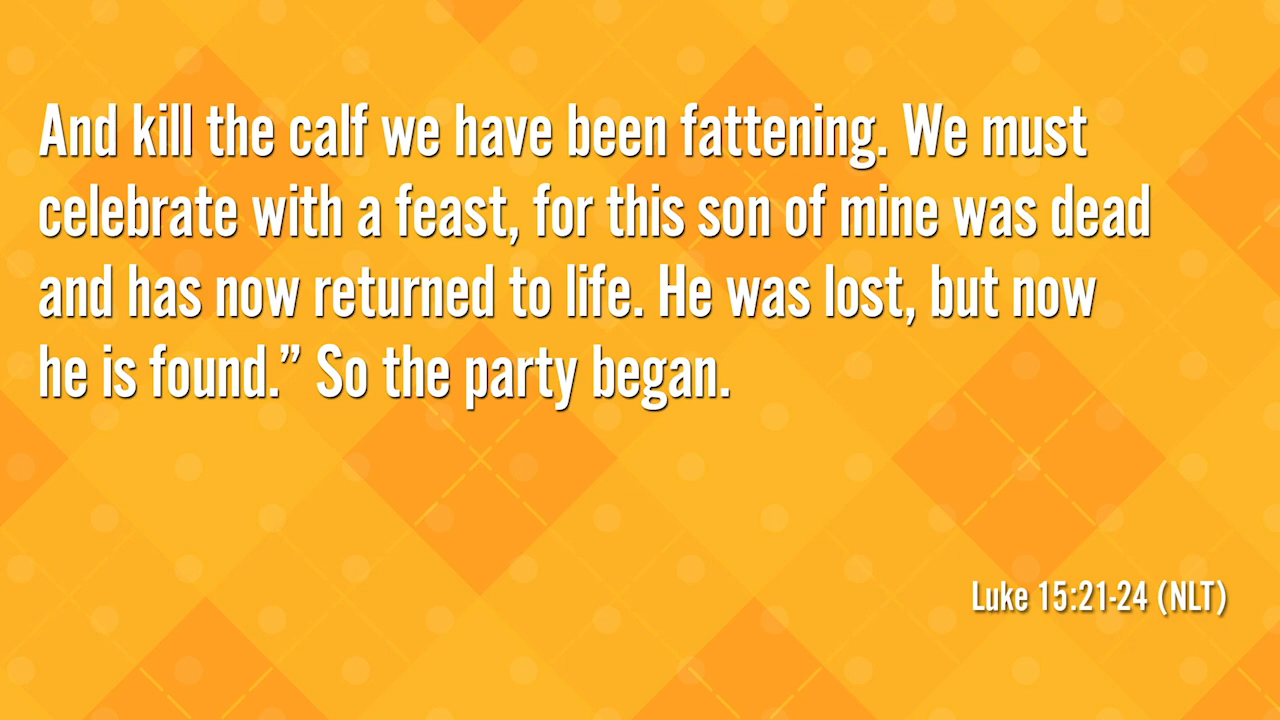 And kill the calf we have been fattening. We must
celebrate with a feast, for this son of mine was dead
and has now returned to life. He was lost, but now
he is found.” So the party began.
Luke 15:21-24 (NLT)